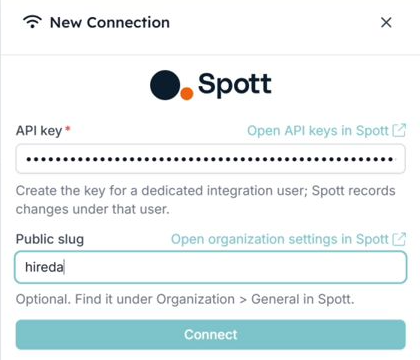 New Connection
Spott
API key *
Open API keys in Spott
••••••••••••••••••••••••••••••••••••••••••••••••
Create the key for a dedicated integration user; Spott records
changes under that user.
Public slug
Open organization settings in Spott
hireda
Optional. Find it under Organization > General in Spott.
Connect